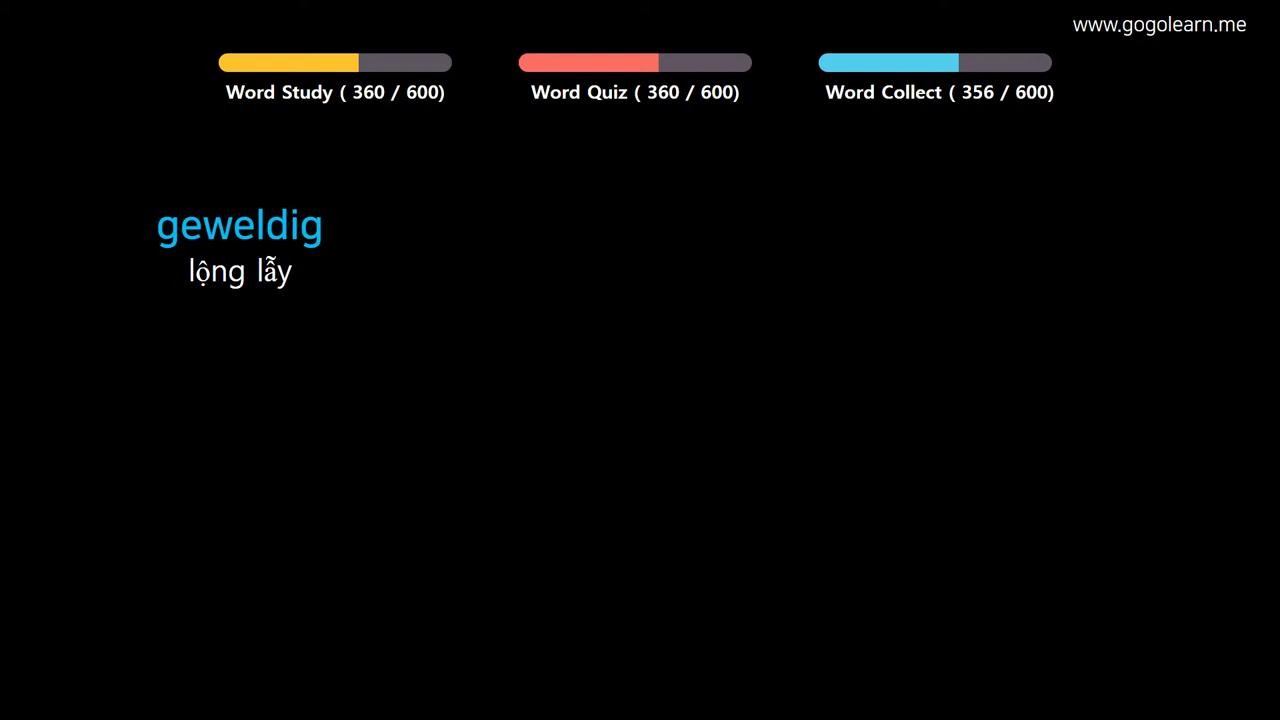 www.gogolearn.me
Word Study ( 360 / 600)
Word Quiz ( 360 / 600)
Word Collect ( 356 / 600)
geweldig
lộng lẫy